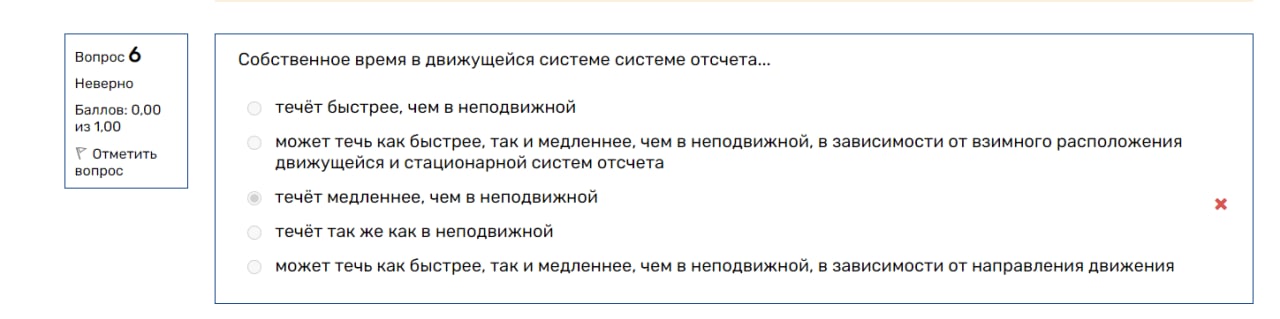 Вопрос 6
Неверно
Баллов: 0,00
из 1,00
Отметить
вопрос
Собственное время в движущейся системе системе отсчета...
течёт быстрее, чем в неподвижной
может течь как быстрее, так и медленнее, чем в неподвижной, в зависимости от взимного расположения
движущейся и стационарной систем отсчета
течёт медленнее, чем в неподвижной
течёт так же как в неподвижной
может течь как быстрее, так и медленнее, чем в неподвижной, в зависимости от направления движения